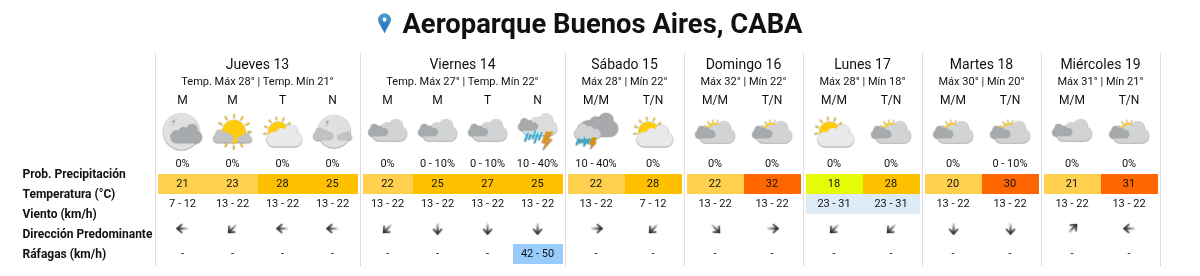 Aeroparque Buenos Aires, CABA
Jueves 13 Viernes 14 Sábado 15 Domingo 16 Lunes 17 Martes 18 Miércoles 19
Temp. Máx 28° | Temp. Mín 21° Temp. Máx 27° | Temp. Mín 22° Máx 28° | Mín 22° Máx 32° | Mín 22° Máx 28° | Mín 18° Máx 30° | Mín 20° Máx 31° | Mín 21°
M M T N M M T N M/M T/N M/M T/N M/M T/N M/M T/N M/M T/N
0% 0% 0% 0% 0% 0 - 10% 0 - 10% 10 - 40% 10 - 40% 0% 0% 0% 0% 0% 0% 0 - 10% 0% 0%
Prob. Precipitación
Temperatura (°C) 21 23 28 25 22 25 27 25 22 28 22 32 18 28 20 30 21 31
Viento (km/h) 7 - 12 13 - 22 13 - 22 13 - 22 13 - 22 13 - 22 13 - 22 13 - 22 13 - 22 7 - 12 13 - 22 13 - 22 23 - 31 23 - 31 13 - 22 13 - 22 13 - 22 13 - 22
Dirección Predominante
Ráfagas (km/h) - - - - - - - 42 - 50 - - - - - - - - - -